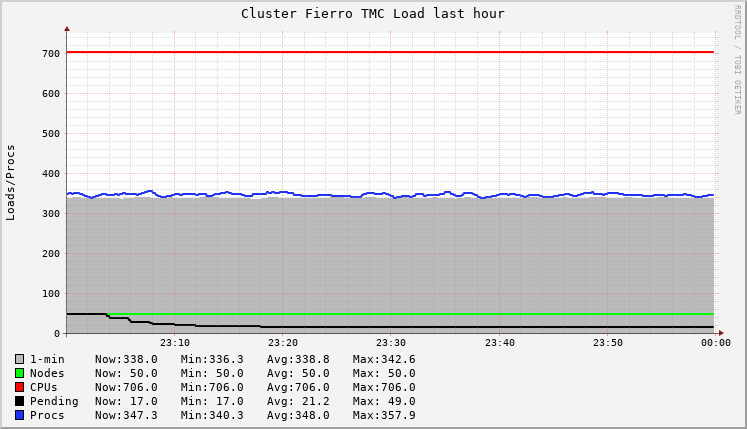 Cluster Fierro TMC Load last hour
RRDTOOL / TOBI OETIKER
Loads/Procs
700
600
500
400
300
200
100
0
23:10 23:20 23:30 23:40 23:50 00:00
1-min Now:338.0 Min:336.3 Avg:338.8 Max:342.6
Nodes Now: 50.0 Min: 50.0 Avg: 50.0 Max: 50.0
CPUs Now:706.0 Min:706.0 Avg:706.0 Max:706.0
Pending Now: 17.0 Min: 17.0 Avg: 21.2 Max: 49.0
Procs Now:347.3 Min:340.3 Avg:348.0 Max:357.9